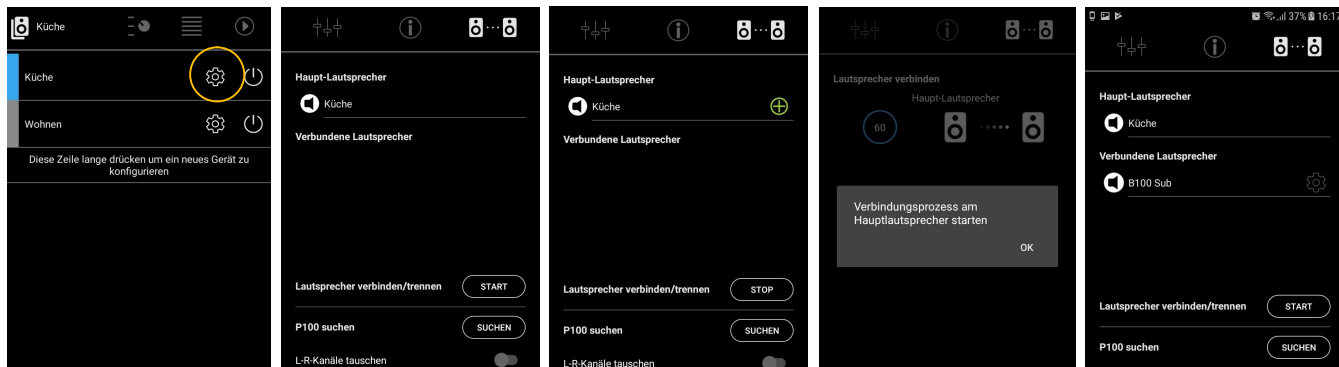 Küche
Küche
Wohnen
Diese Zeile lange drücken um ein neues Gerät zu
konfigurieren
Haupt-Lautsprecher
Küche
Verbundene Lautsprecher
Lautsprecher verbinden/trennen START
P100 suchen SUCHEN
L-R-Kanäle tauschen
Haupt-Lautsprecher
Küche
Verbundene Lautsprecher
Lautsprecher verbinden/trennen STOP
P100 suchen SUCHEN
L-R-Kanäle tauschen
Lautsprecher verbinden
Haupt-Lautsprecher
60
Verbindungsprozess am
Hauptlautsprecher starten
OK
37% 16:17
Haupt-Lautsprecher
Küche
Verbundene Lautsprecher
B100 Sub
Lautsprecher verbinden/trennen START
P100 suchen SUCHEN